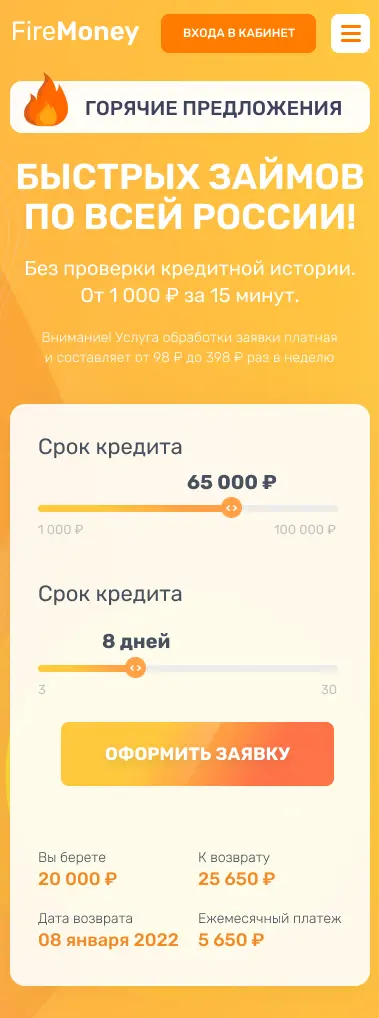 FireMoney
ВХОДА В КАБИНЕТ
ГОРЯЧИЕ ПРЕДЛОЖЕНИЯ
БЫСТРЫХ ЗАЙМОВ
ПО ВСЕЙ РОССИИ!
Без проверки кредитной истории.
От 1 000 ₽ за 15 минут.
Внимание! Услуга обработки заявки платная
и составляет от 98 ₽ до 398 ₽ раз в неделю
Срок кредита
65 000 ₽
1 000 ₽ 100 000 ₽
Срок кредита
8 дней
3 30
ОФОРМИТЬ ЗАЯВКУ
Вы берете К возврату
20 000 ₽ 25 650 ₽
Дата возврата Ежемесячный платеж
08 января 2022 5 650 ₽